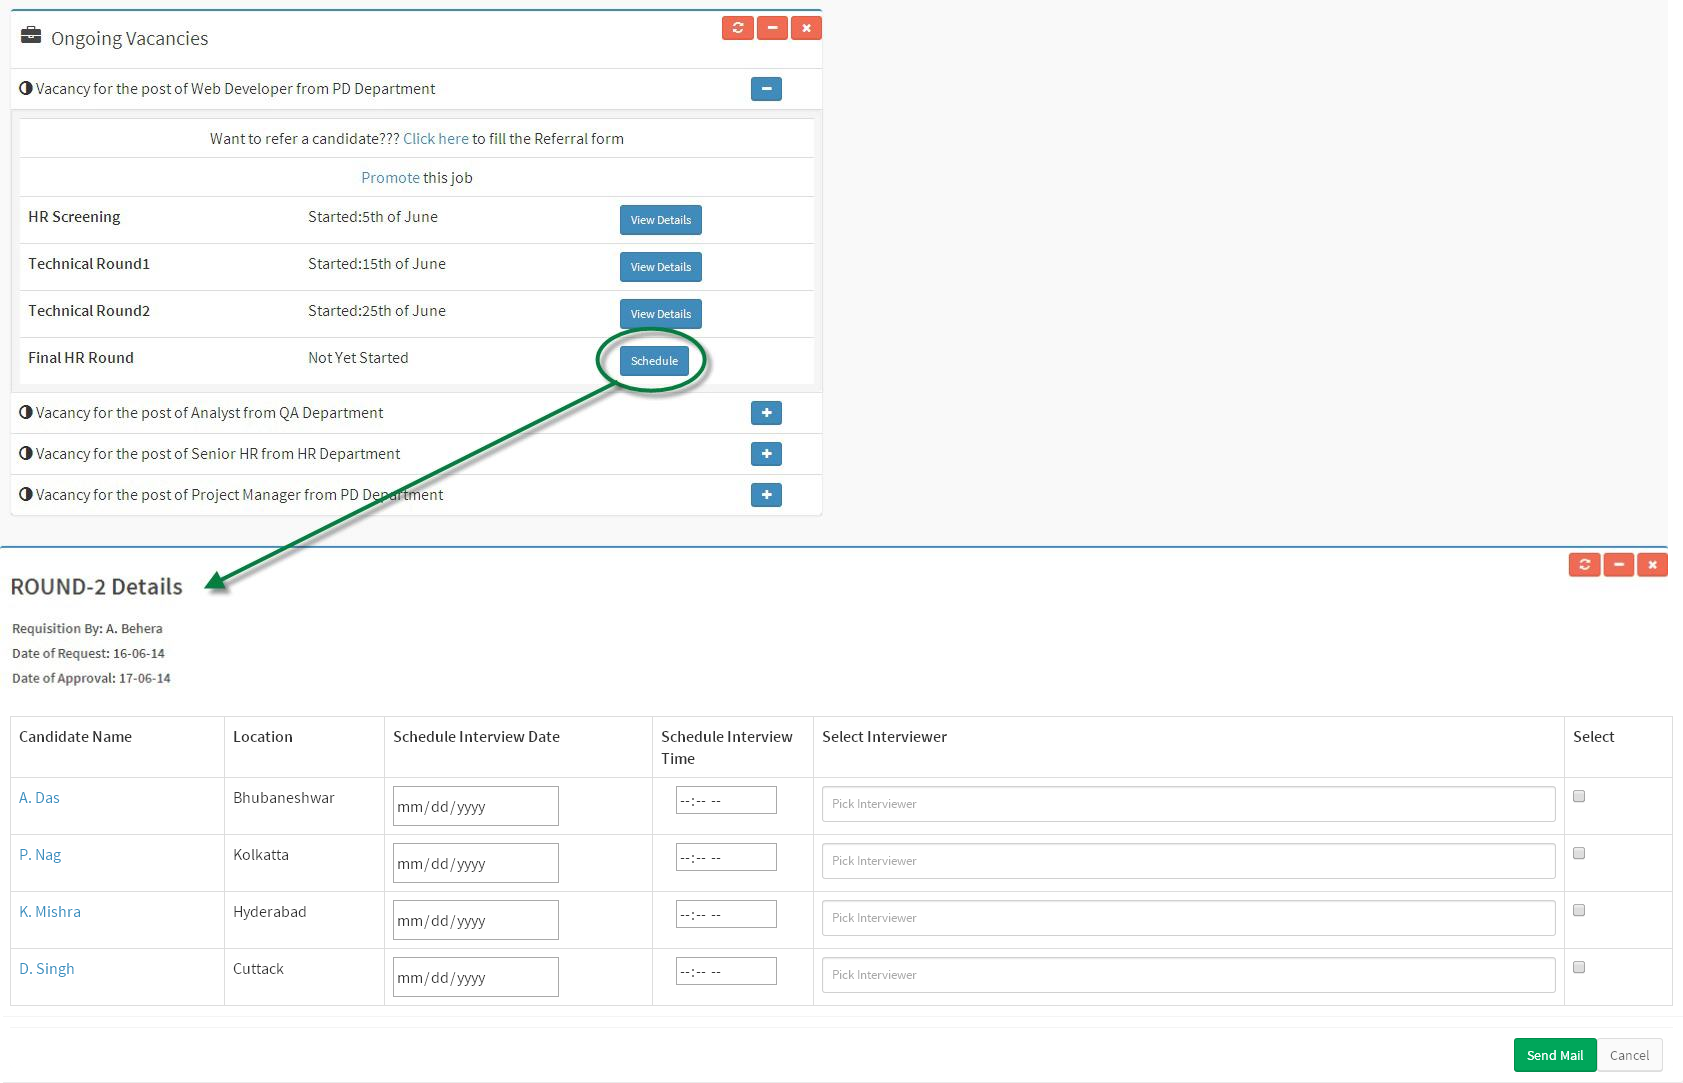 Ongoing Vacancies
Vacancy for the post of Web Developer from PD Department
Want to refer a candidate??? Click here to fill the Referral form
Promote this job
HR Screening Started:5th of June View Details
Technical Round1 Started:15th of June View Details
Technical Round2 Started:25th of June View Details
Final HR Round Not Yet Started Schedule
Vacancy for the post of Analyst from QA Department
Vacancy for the post of Senior HR from HR Department
Vacancy for the post of Project Manager from PD Department
ROUND-2 Details
Requisition By: A. Behera
Date of Request: 16-06-14
Date of Approval: 17-06-14
Candidate Name Location Schedule Interview Date Schedule Interview Time Select Interviewer Select
A. Das Bhubaneshwar mm/dd/yyyy --:-- -- Pick Interviewer
P. Nag Kolkatta mm/dd/yyyy --:-- -- Pick Interviewer
K. Mishra Hyderabad mm/dd/yyyy --:-- -- Pick Interviewer
D. Singh Cuttack mm/dd/yyyy --:-- -- Pick Interviewer
Send Mail Cancel